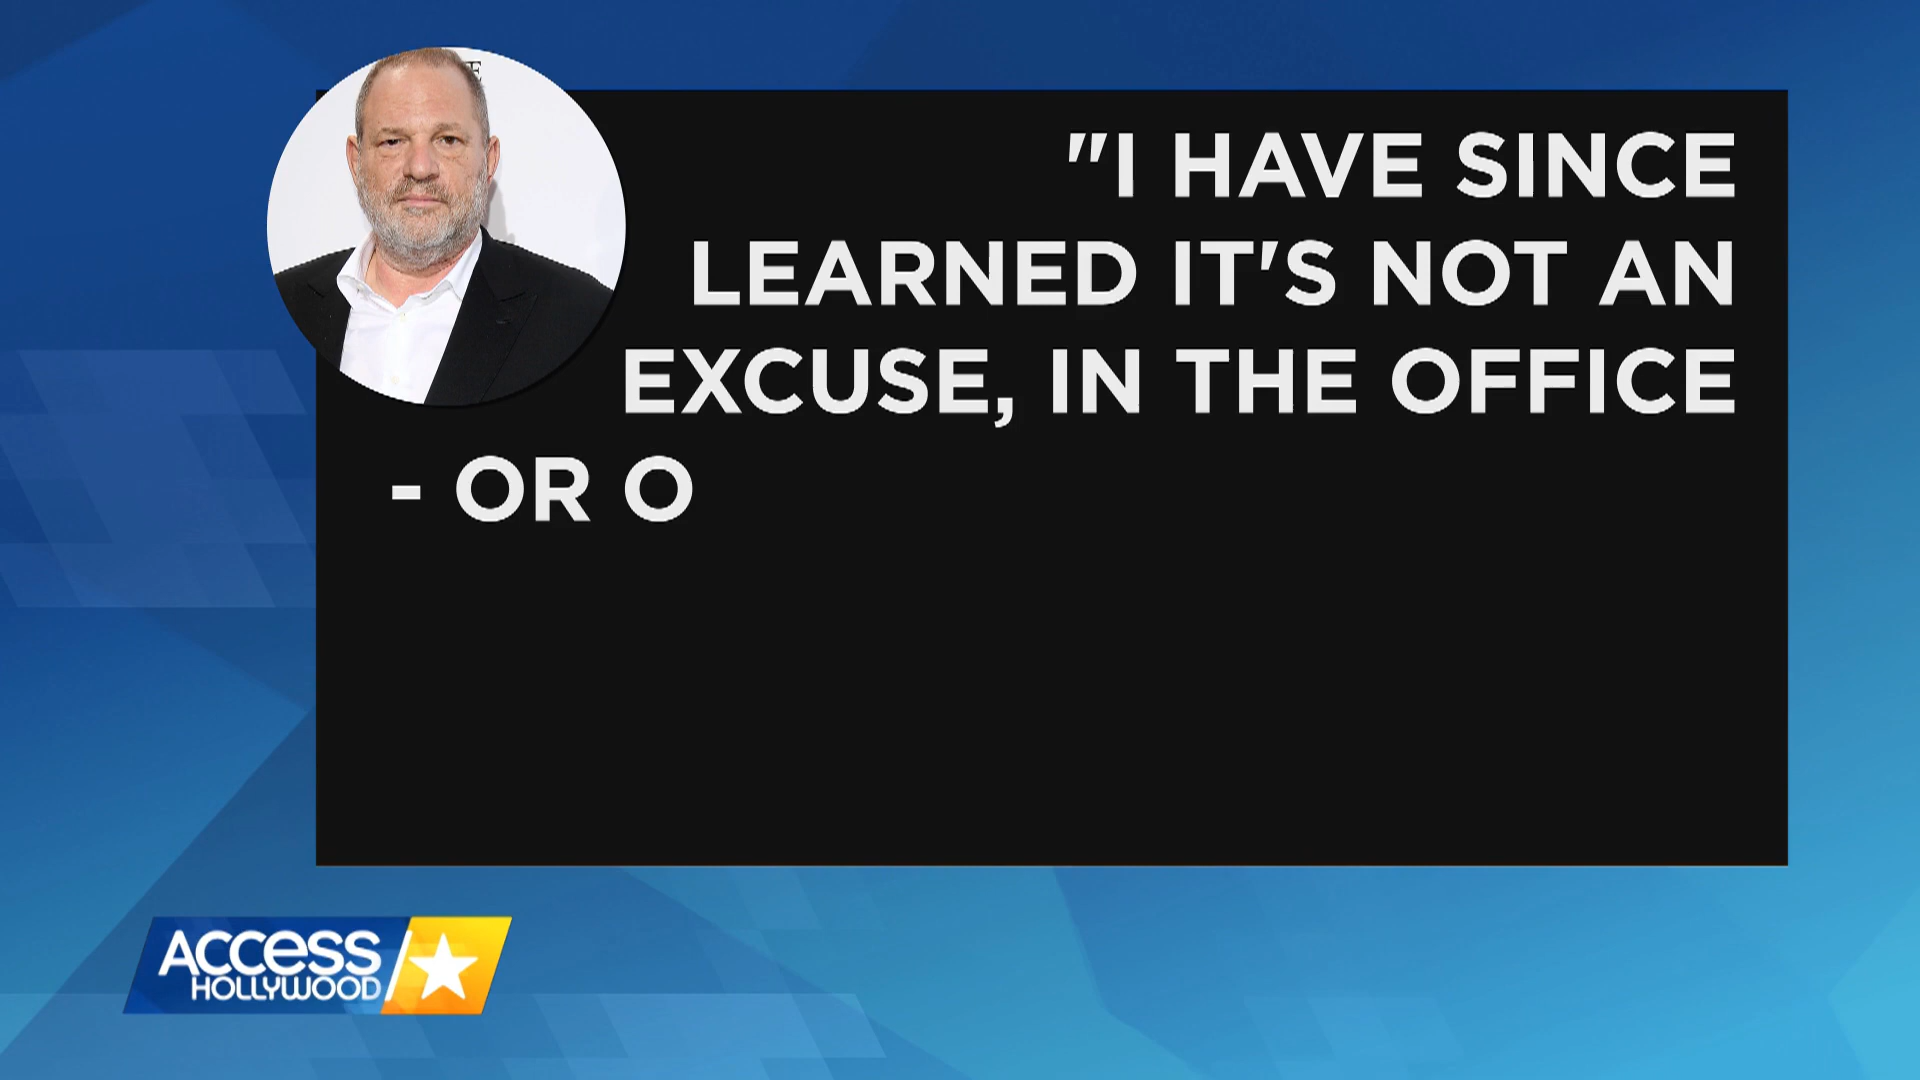 "I HAVE SINCE
LEARNED IT'S NOT AN
EXCUSE, IN THE OFFICE
- OR O
ACCESS
HOLLYWOOD